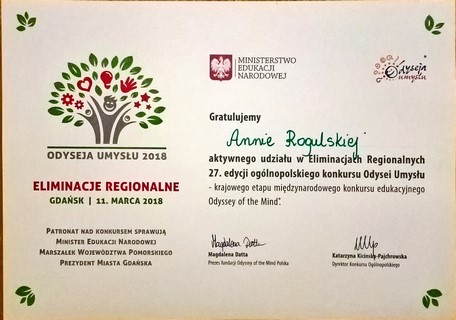 ODYSEJA UMYSŁU 2018
ELIMINACJE REGIONALNE
GDAŃSK | 11. MARCA 2018
PATRONAT NAD KONKURSEM SPRAWUJĄ
MINISTER EDUKACJI NARODOWEJ
MARSZAŁEK WOJEWÓDZTWA POMORSKIEGO
PREZYDENT MIASTA GDAŃSKA
MINISTERSTWO
EDUKACJI
NARODOWEJ
Odyseja
umysłu
Gratulujemy
Annie Rogulskiej
aktywnego udziału w Eliminacjach Regionalnych
27. edycji ogólnopolskiego konkursu Odysei Umysłu
- krajowego etapu międzynarodowego konkursu edukacyjnego
Odyssey of the Mind".
Magdalena Datta
Magdalena Datta
Prezes Fundacji Odyssey of the Mind Polska
Katarzyna Kicińska-Pajchrowska
Dyrektor Konkursu Ogólnopolskiego